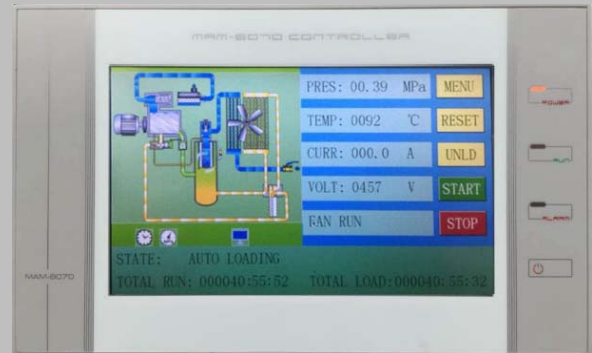 MAM-6070 CONTROLLER
PRES: 00.39 MPa MENU
TEMP: 0092 ℃ RESET
CURR: 000.0 A UNLD
VOLT: 0457 V START
FAN RUN STOP
STATE: AUTO LOADING
TOTAL RUN: 000040:55:52 TOTAL LOAD:000040:55:32
POWER
RUN
ALARM
MAM-6070